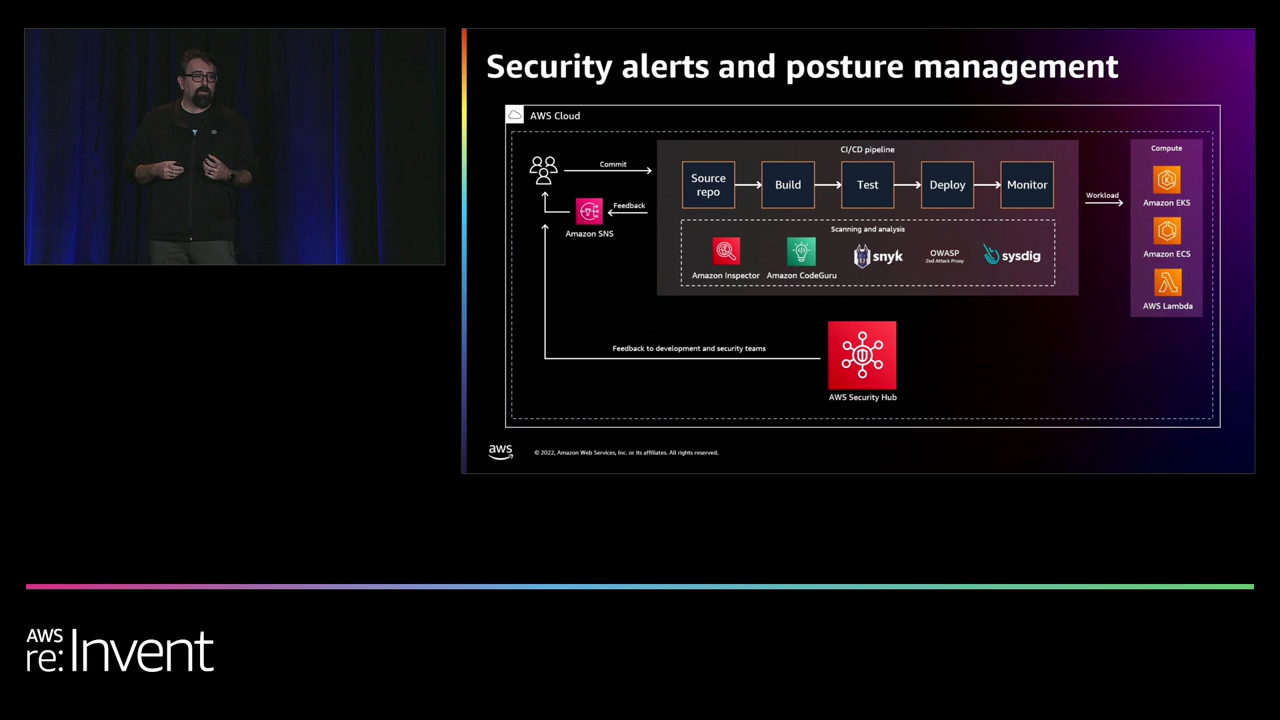 Security alerts and posture management
AWS Cloud
CI/CD pipeline
Compute
Commit
Source
repo
Build
Test
Deploy
Monitor
Workload
Feedback
Amazon SNS
Scanning and analysis
Amazon Inspector
Amazon CodeGuru
snyk
OWASP
Zed Attack Proxy
sysdig
Amazon EKS
Amazon ECS
AWS Lambda
Feedback to development and security teams
AWS Security Hub
aws
© 2022, Amazon Web Services, Inc. or its affiliates. All rights reserved.
AWS
re:Invent